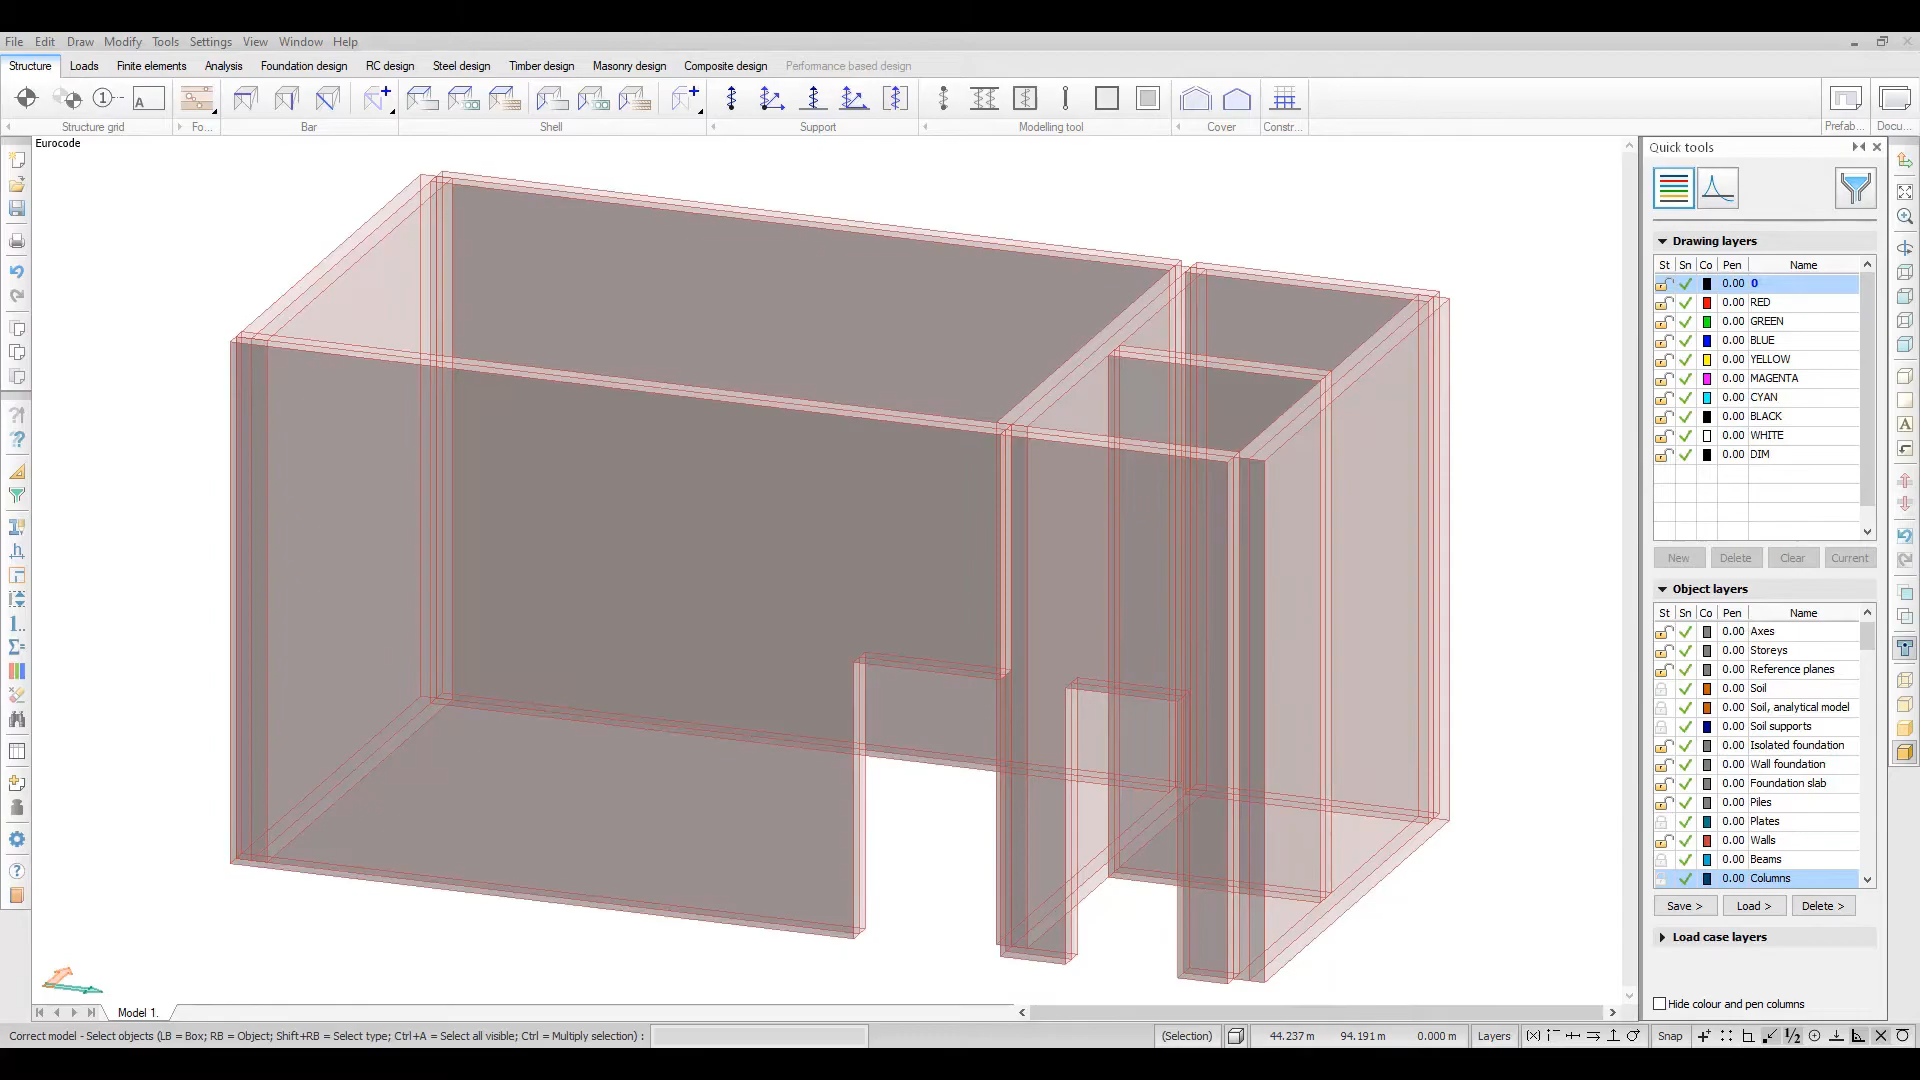 File Edit Draw Modify Tools Settings View Window Help
Structure Loads Finite elements Analysis Foundation design RC design Steel design Timber design Masonry design Composite design Performance based design
1 A
Structure grid Fo... Bar Shell Support Modelling tool Cover Constr... Prefab... Docu...
Eurocode
Quick tools
Drawing layers
St Sn Co Pen Name
0.00 0
0.00 RED
0.00 GREEN
0.00 BLUE
0.00 YELLOW
0.00 MAGENTA
0.00 CYAN
0.00 BLACK
0.00 WHITE
0.00 DIM
New Delete Clear Current
Object layers
St Sn Co Pen Name
0.00 Axes
0.00 Storeys
0.00 Reference planes
0.00 Soil
0.00 Soil, analytical model
0.00 Soil supports
0.00 Isolated foundation
0.00 Wall foundation
0.00 Foundation slab
0.00 Piles
0.00 Plates
0.00 Walls
0.00 Beams
0.00 Columns
Save > Load > Delete >
Load case layers
Hide colour and pen columns
Model 1.
Correct model - Select objects (LB = Box; RB = Object; Shift+RB = Select type; Ctrl+A = Select all visible; Ctrl = Multiply selection) :
(Selection) 44.237 m 94.191 m 0.000 m Layers Snap 1/2